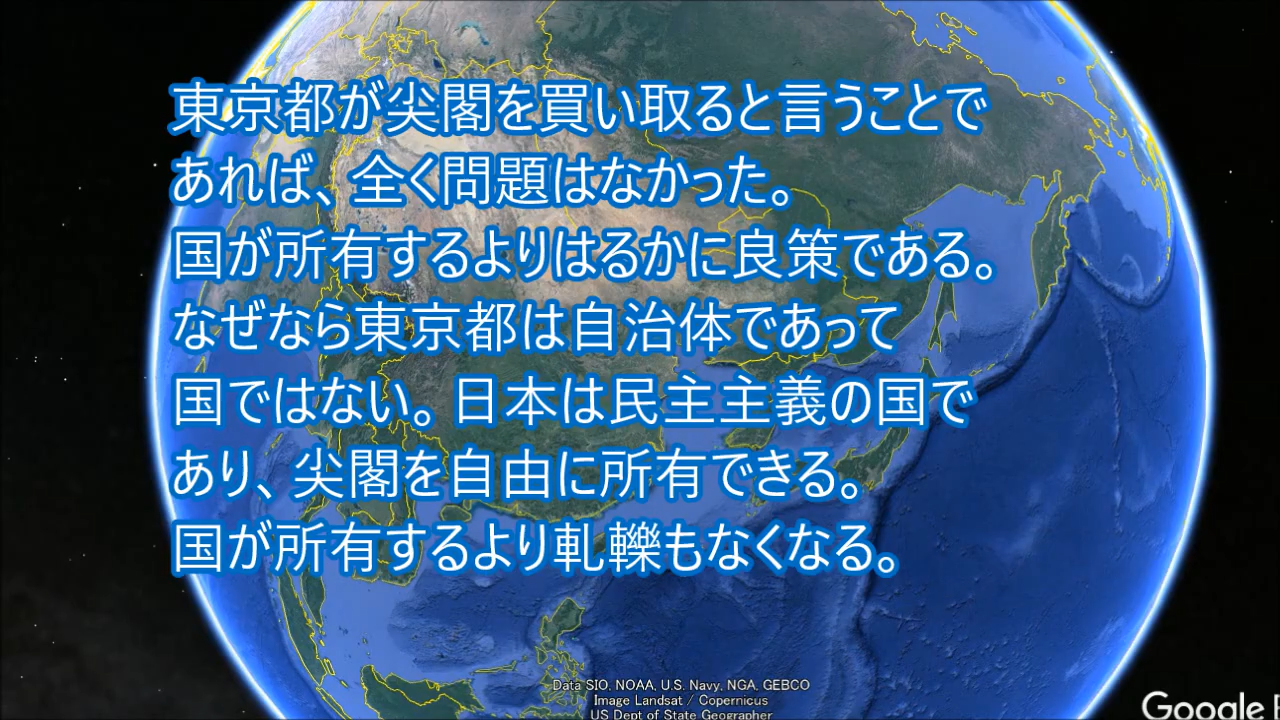 東京都が尖閣を買い取ると言うことで
あれば、全く問題はなかった。
国が所有するよりはるかに良策である。
なぜなら東京都は自治体であって
国ではない。日本は民主主義の国で
あり、尖閣を自由に所有できる。
国が所有するより軋轢もなくなる。
Data SIO, NOAA, U.S. Navy, NGA, GEBCO
Image Landsat / Copernicus
US Dept of State Geographer
Google